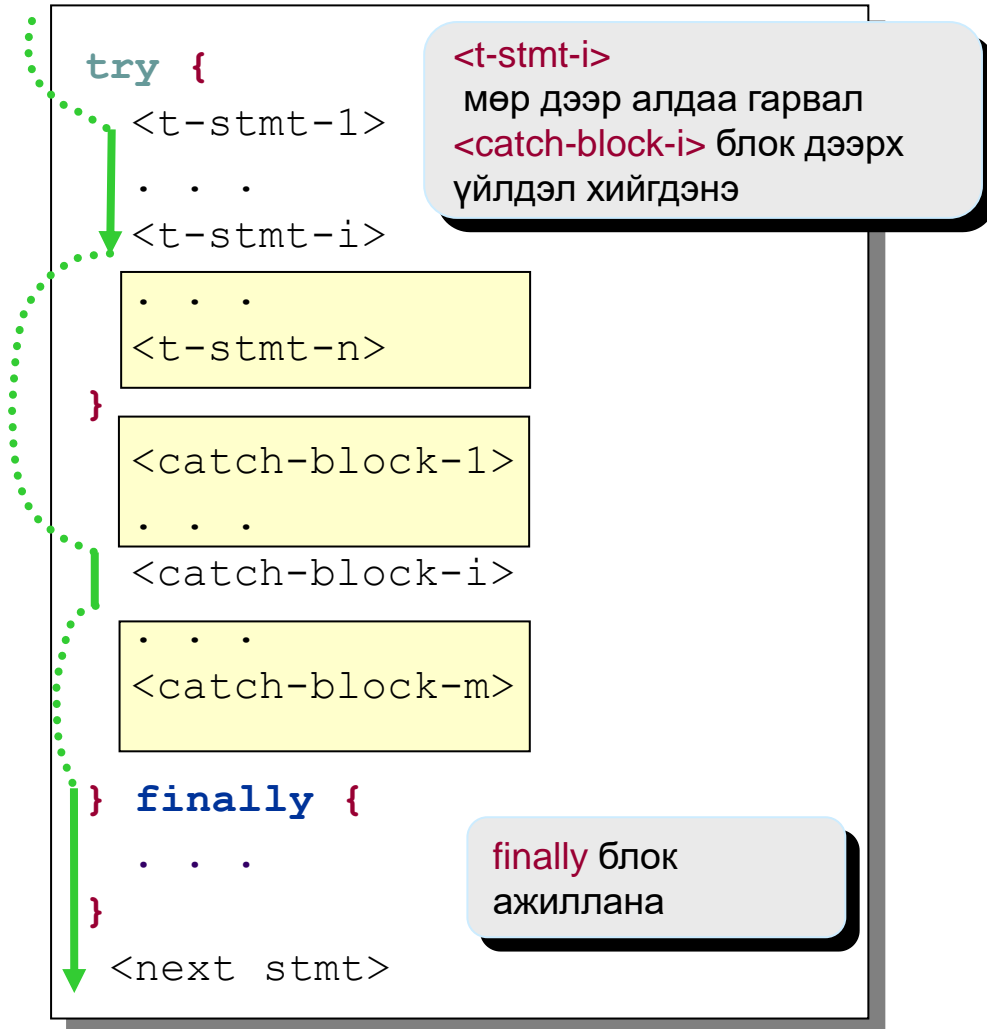 try {
<t-stmt-1>
. . .
<t-stmt-i>
. . .
<t-stmt-n>
}
<catch-block-1>
. . .
<catch-block-i>
. . .
<catch-block-m>
} finally {
. . .
}
<next stmt>
<t-stmt-i>
мөр дээр алдаа гарвал
<catch-block-i> блок дээрх
үйлдэл хийгдэнэ
finally блок
ажиллана